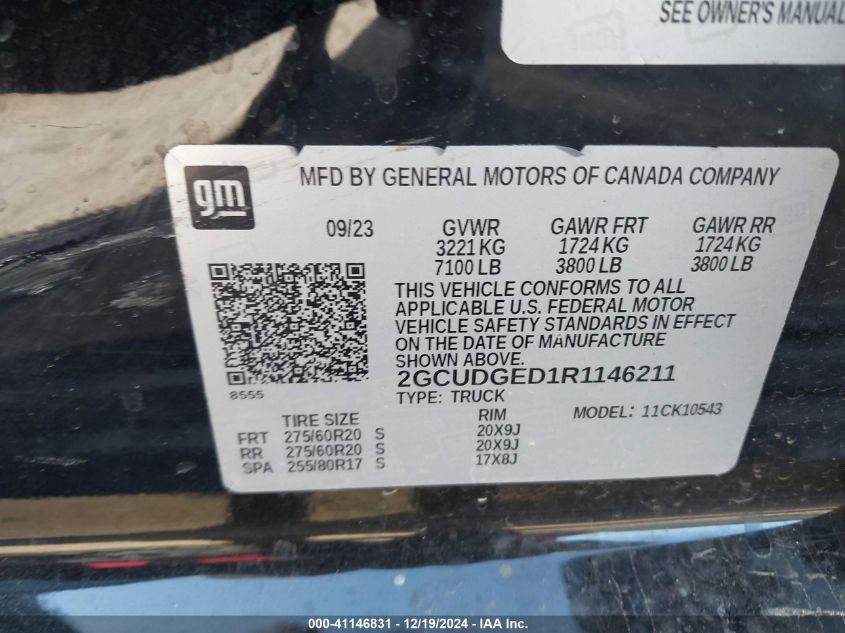 SEE OWNER'S MANUAL
gm
MFD BY GENERAL MOTORS OF CANADA COMPANY
09/23 GVWR GAWR FRT GAWR RR
3221 KG 1724 KG 1724 KG
7100 LB 3800 LB 3800 LB
THIS VEHICLE CONFORMS TO ALL
APPLICABLE U.S. FEDERAL MOTOR
VEHICLE SAFETY STANDARDS IN EFFECT
ON THE DATE OF MANUFACTURE
SHOWN ABOVE.
8555
2GCUDGED1R1146211
TYPE: TRUCK
MODEL: 11CK10543
TIRE SIZE RIM
FRT 275/60R20 S 20X9J
RR 275/60R20 S 20X9J
SPA 255/80R17 S 17X8J
000-41146831 - 12/19/2024 - IAA Inc.